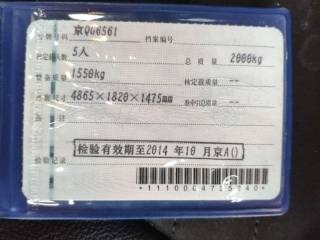 号牌号码 京Q06561 档案编号
核定载人数 5人 总质量 2000kg
整备质量 1550kg 核定载质量 --
外廓尺寸 4865×1820×1475mm 准牵引总质量 --
备注
检验有效期至2014年10月京A()
检验记录